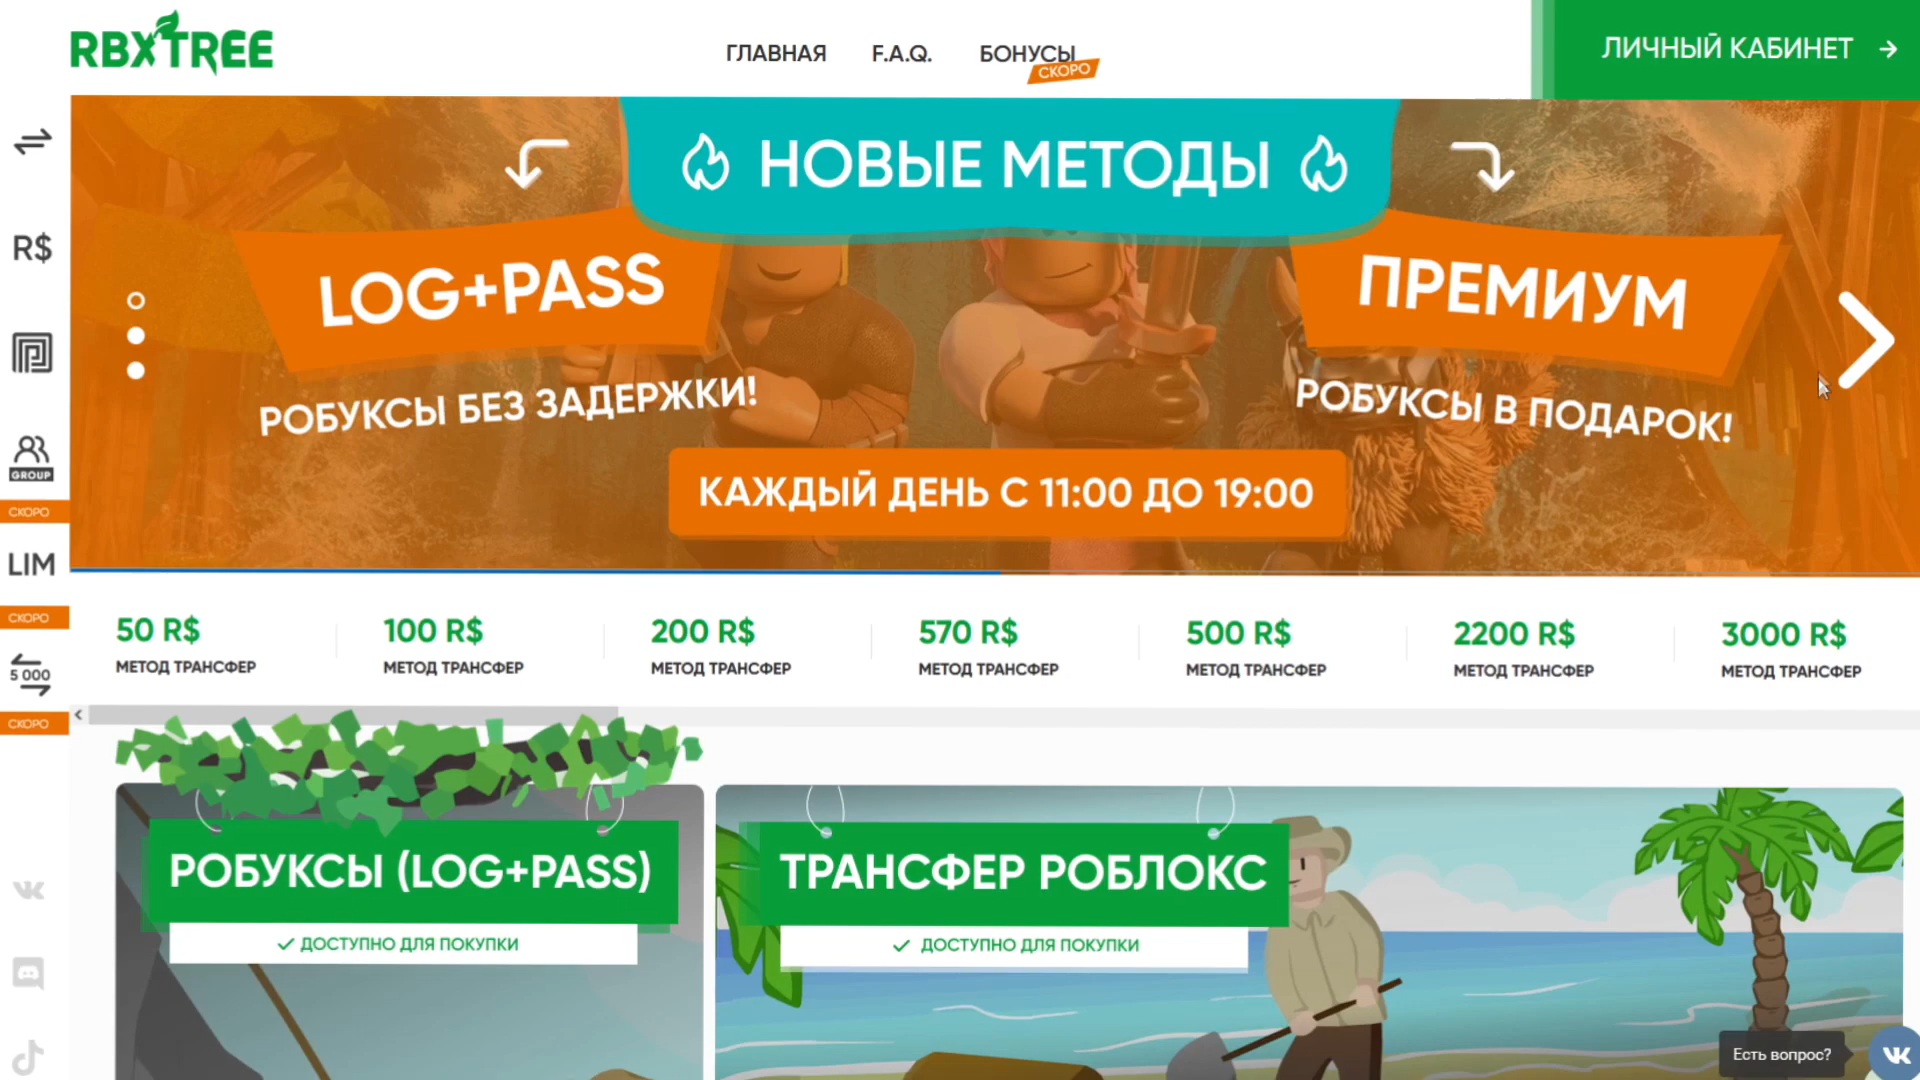 RBXTREE
ГЛАВНАЯ
F.A.Q.
БОНУСЫ
СКОРО
ЛИЧНЫЙ КАБИНЕТ
НОВЫЕ МЕТОДЫ
LOG+PASS
РОБУКСЫ БЕЗ ЗАДЕРЖКИ!
ПРЕМИУМ
РОБУКСЫ В ПОДАРОК!
КАЖДЫЙ ДЕНЬ С 11:00 ДО 19:00
R$
GROUP
СКОРО
LIM
СКОРО
5 000
СКОРО
50 R$
МЕТОД ТРАНСФЕР
100 R$
МЕТОД ТРАНСФЕР
200 R$
МЕТОД ТРАНСФЕР
570 R$
МЕТОД ТРАНСФЕР
500 R$
МЕТОД ТРАНСФЕР
2200 R$
МЕТОД ТРАНСФЕР
3000 R$
МЕТОД ТРАНСФЕР
РОБУКСЫ (LOG+PASS)
ДОСТУПНО ДЛЯ ПОКУПКИ
ТРАНСФЕР РОБЛОКС
ДОСТУПНО ДЛЯ ПОКУПКИ
Есть вопрос?